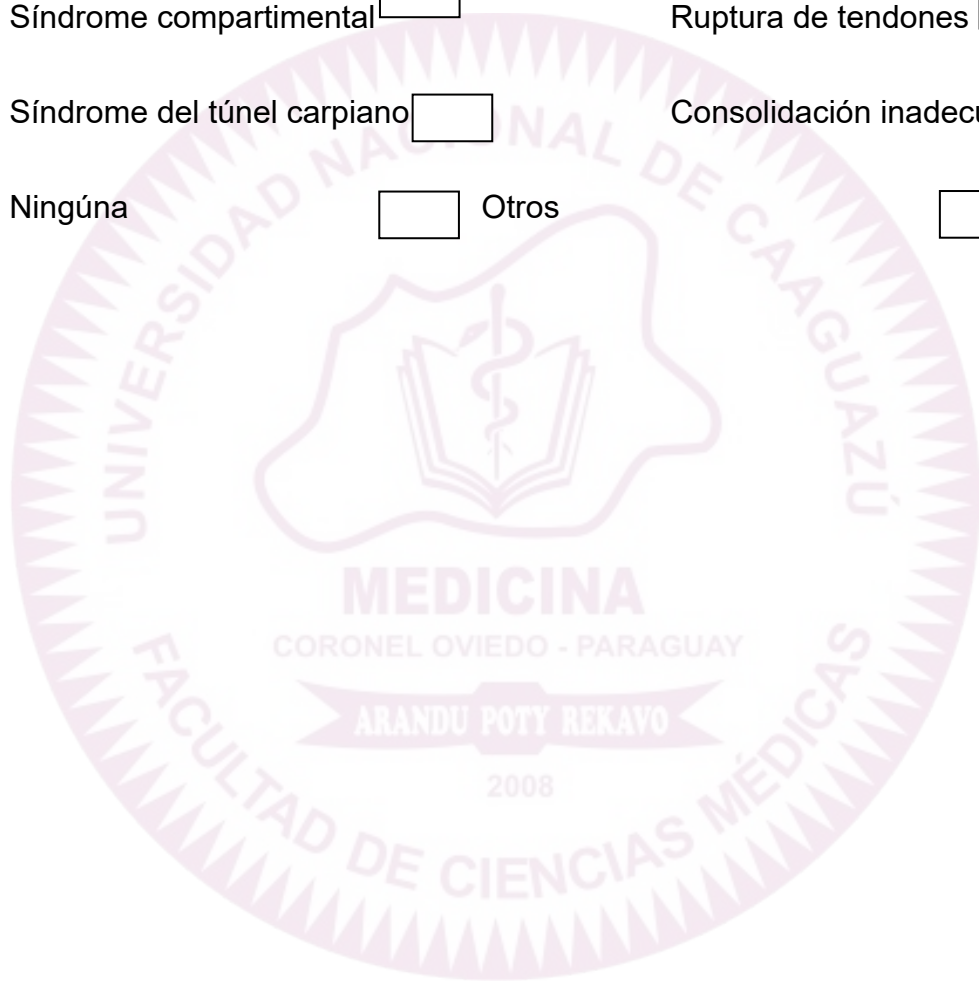 Síndrome compartimental Ruptura de tendones
Síndrome del túnel carpiano Consolidación
Ningúna Otros
UNIVERSIDAD NACIONAL DE CAAGUAZÚ
MEDICINA
CORONEL OVIEDO - PARAGUAY
ARANDU POTY REKAVO
2008
FACULTAD DE CIENCIAS MÉDICAS